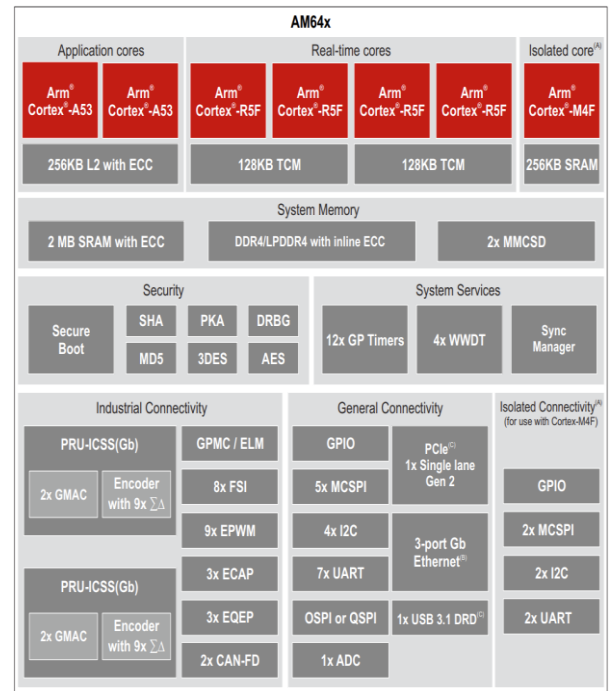 AM64x
Application cores
Real-time cores
Isolated core(A)
Arm®
Cortex®-A53
Arm®
Cortex®-A53
Arm®
Cortex®-R5F
Arm®
Cortex®-R5F
Arm®
Cortex®-R5F
Arm®
Cortex®-R5F
Arm®
Cortex®-M4F
256KB L2 with ECC
128KB TCM
128KB TCM
256KB SRAM
System Memory
2 MB SRAM with ECC
DDR4/LPDDR4 with inline ECC
2x MMCSD
Security
Secure
Boot
SHA
PKA
DRBG
MD5
3DES
AES
System Services
12x GP Timers
4x WWDT
Sync
Manager
Industrial Connectivity
PRU-ICSS(Gb)
2x GMAC
Encoder
with 9x ∑∆
PRU-ICSS(Gb)
2x GMAC
Encoder
with 9x ∑∆
GPMC / ELM
8x FSI
9x EPWM
3x ECAP
3x EQEP
2x CAN-FD
General Connectivity
GPIO
5x MCSPI
4x I2C
7x UART
OSPI or QSPI
1x ADC
PCIe(C)
1x Single lane
Gen 2
3-port Gb
Ethernet(B)
1x USB 3.1 DRD(C)
Isolated Connectivity(A)
(for use with Cortex-M4F)
GPIO
2x MCSPI
2x I2C
2x UART